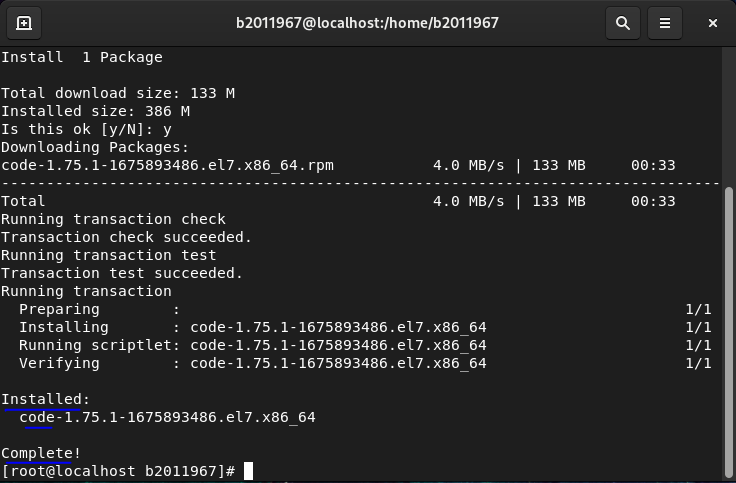 b2011967@localhost:/home/b2011967
Install  1 Package
Total download size: 133 M
Installed size: 386 M
Is this ok [y/N]: y
Downloading Packages:
code-1.75.1-1675893486.el7.x86_64.rpm           4.0 MB/s | 133 MB     00:33
--------------------------------------------------------------------------------
Total                                           4.0 MB/s | 133 MB     00:33
Running transaction check
Transaction check succeeded.
Running transaction test
Transaction test succeeded.
Running transaction
  Preparing        :                                                        1/1
  Installing       : code-1.75.1-1675893486.el7.x86_64                      1/1
  Running scriptlet: code-1.75.1-1675893486.el7.x86_64                      1/1
  Verifying        : code-1.75.1-1675893486.el7.x86_64                      1/1
Installed:
  code-1.75.1-1675893486.el7.x86_64
Complete!
[root@localhost b2011967]#